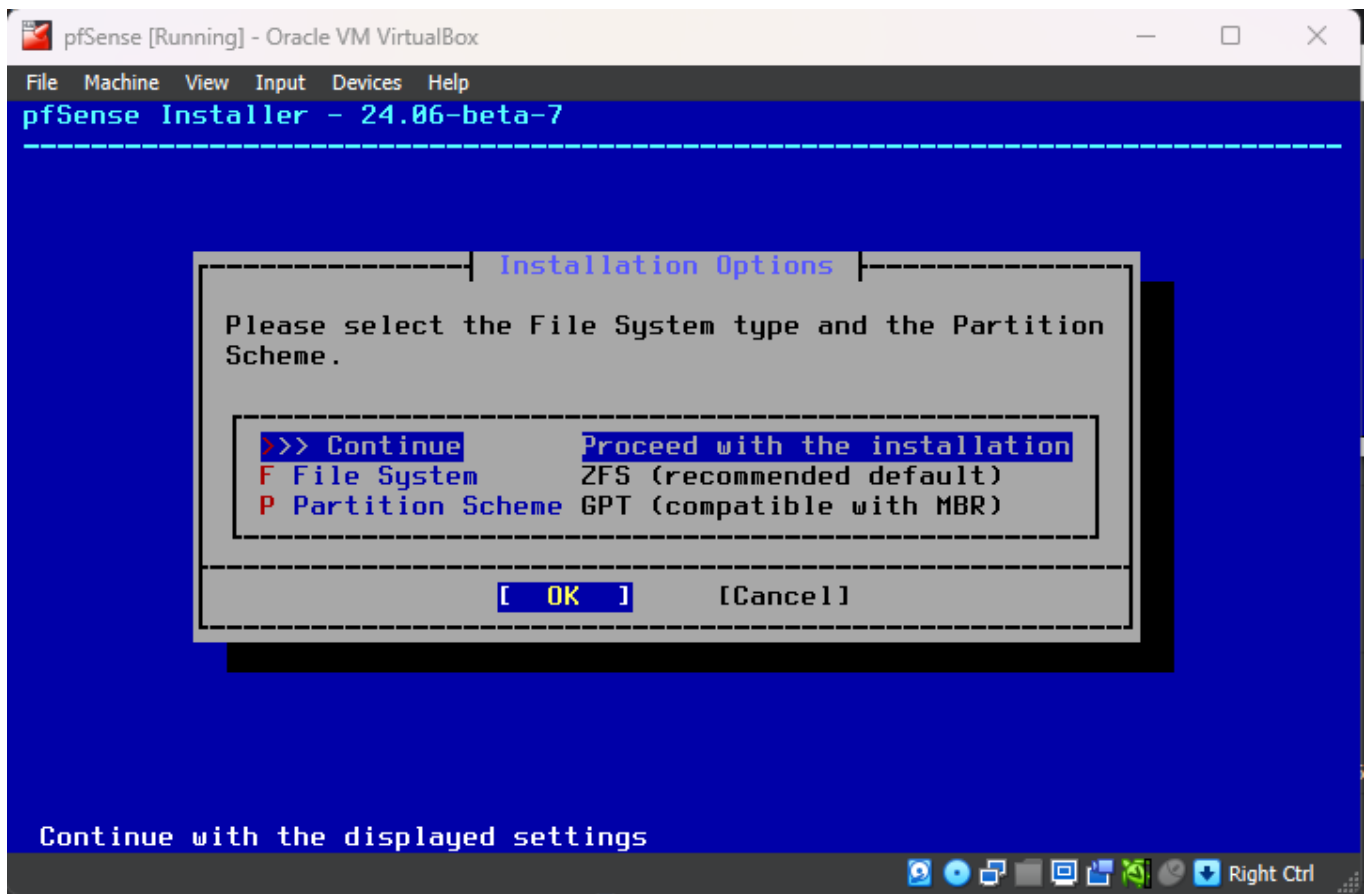 pfSense [Running] - Oracle VM VirtualBox
File Machine View Input Devices Help
pfSense Installer - 24.06-beta-7
Installation Options
Please select the File System type and the Partition
Scheme.
>>> Continue Proceed with the installation
F File System ZFS (recommended default)
P Partition Scheme GPT (compatible with MBR)
[ OK ] [Cancel]
Continue with the displayed settings
Right Ctrl